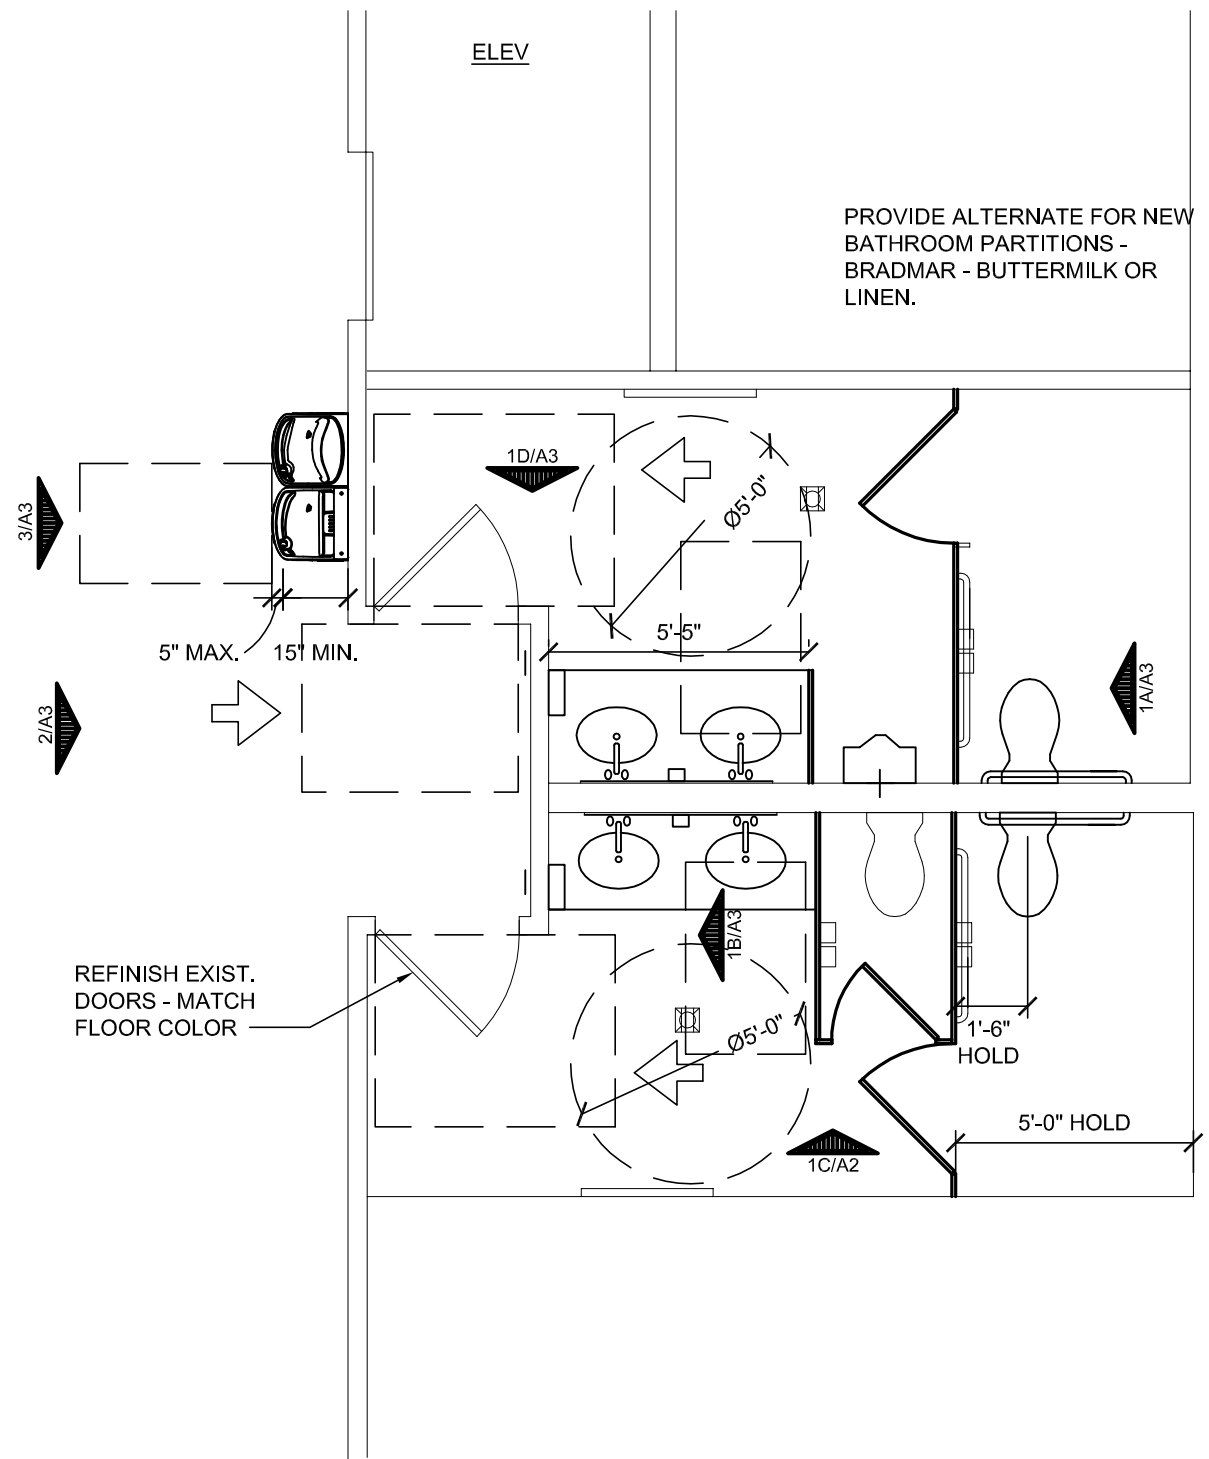 ELEV
PROVIDE ALTERNATE FOR NEW
BATHROOM PARTITIONS -
BRADMAR - BUTTERMILK OR
LINEN.
1D/A3
Ø5'-0"
3/A3
5'-5"
5" MAX.
15" MIN.
1A/A3
2/A3
1B/A3
REFINISH EXIST.
DOORS - MATCH
FLOOR COLOR
Ø5'-0"
1'-6"
HOLD
5'-0" HOLD
1C/A2